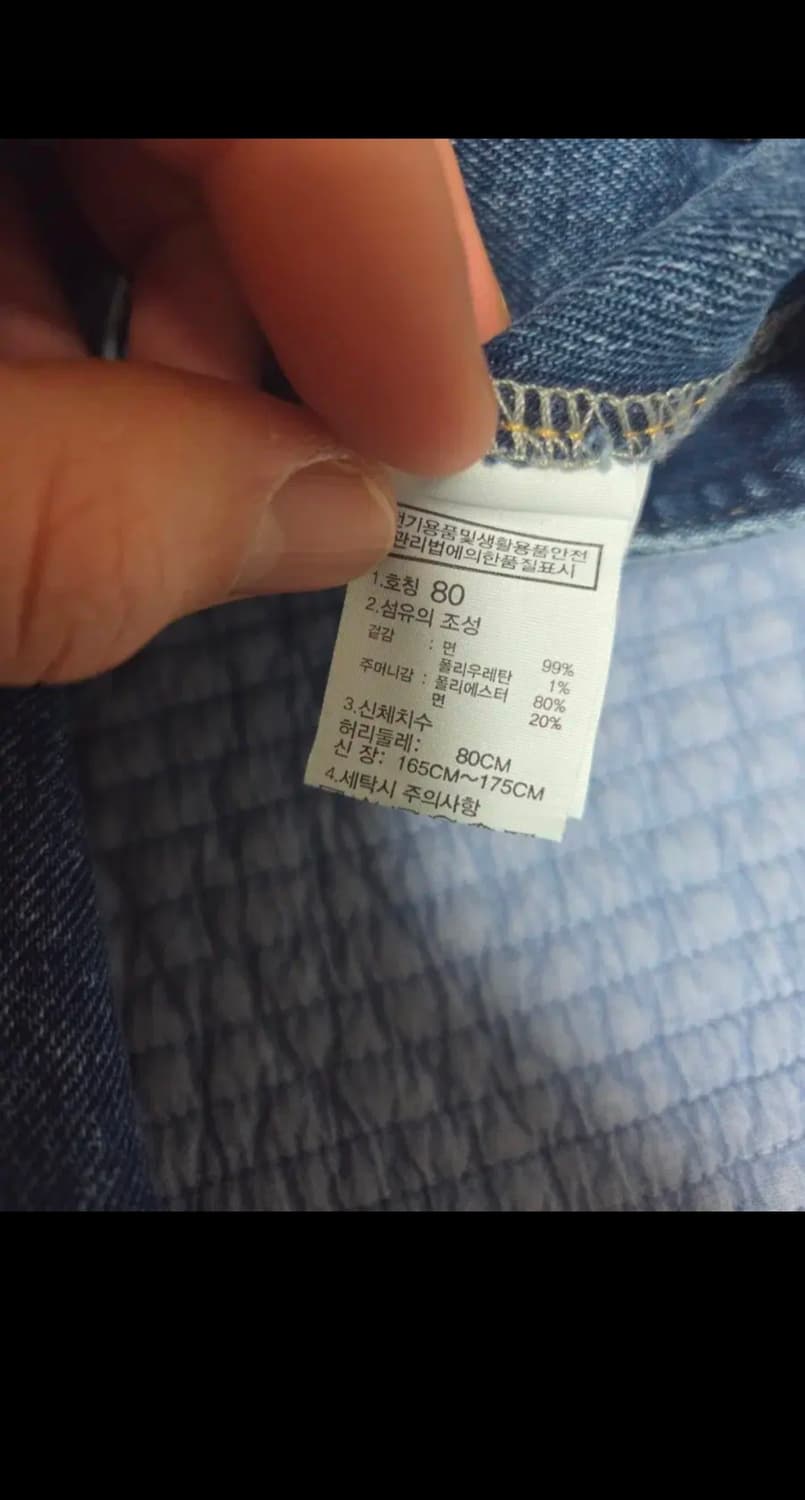 전기용품및생활용품안전
관리법에의한품질표시
1.호칭 80
2.섬유의 조성
겉감 : 면 99%
폴리우레탄 1%
주머니감 : 폴리에스터 80%
면 20%
3.신체치수
허리둘레: 80CM
신 장: 165CM~175CM
4.세탁시 주의사항